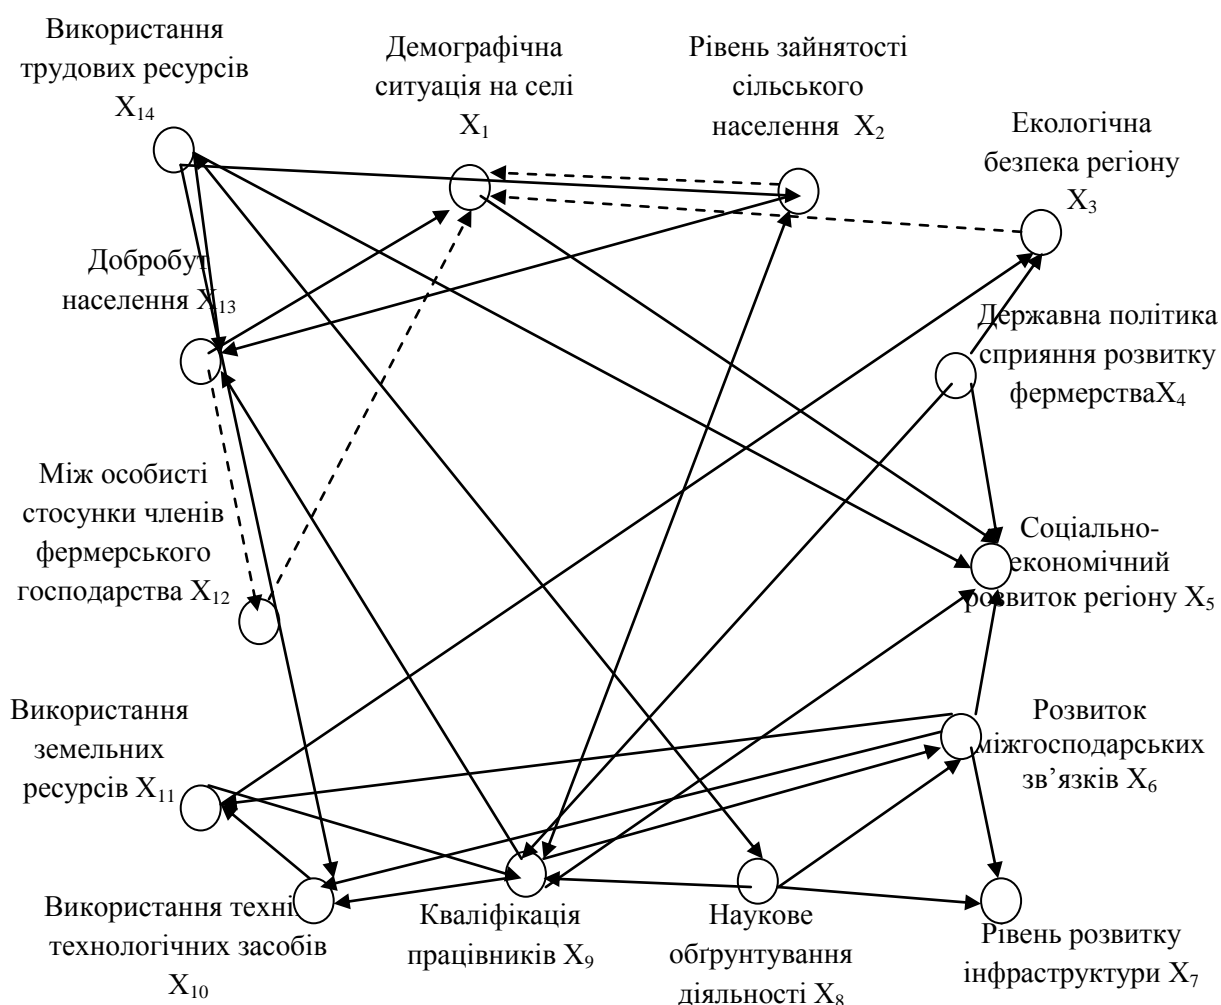 Використання
трудових ресурсів
X14
Демографічна
ситуація на селі
X1
Рівень зайнятості
сільського
населення X2
Екологічна
безпека регіону
X3
Добробут
населення X13
Державна політика
сприяння розвитку
фермерстваX4
Між особисті
стосунки членів
фермерського
господарства X12
Соціально-
економічний
розвиток регіону X5
Використання
земельних
ресурсів X11
Розвиток
міжгосподарських
зв’язків X6
Використання техні
технологічних засобів
X10
Кваліфікація
працівників X9
Наукове
обґрунтування
діяльності X8
Рівень розвитку
інфраструктури X7